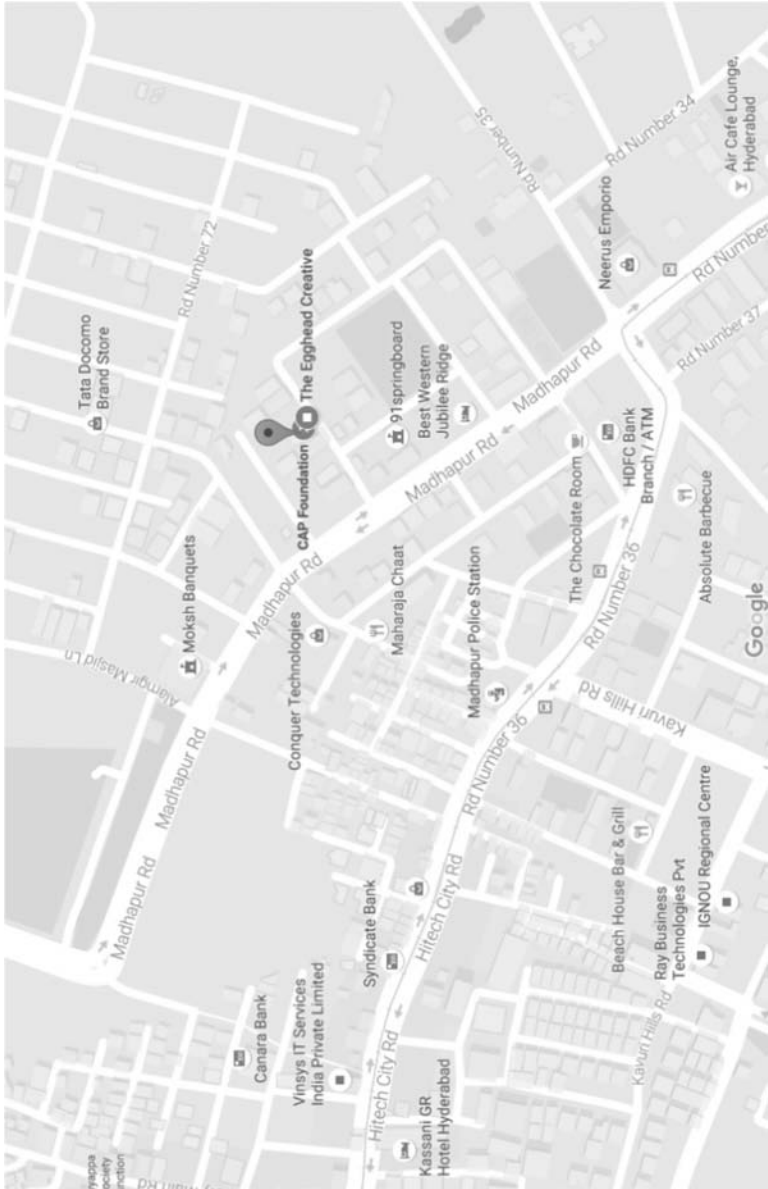 Tata Docomo
Brand Store
Rd Number 72
Moksh Banquets
Alamgir Masjid Ln
CAP Foundation
The Egghead Creative
91springboard
Best Western
Jubilee Ridge
Madhapur Rd
Madhapur Rd
Madhapur Rd
Madhapur Rd
Madhapur Rd
Madhapur Rd
Rd Number 35
Rd Number 34
Neerus Emporio
Air Cafe Lounge,
Hyderabad
Rd Number
Rd Number 37
HDFC Bank
Branch / ATM
The Chocolate Room
Absolute Barbecue
Rd Number 36
Rd Number 36
Madhapur Police Station
Maharaja Chaat
Conquer Technologies
Kavuri Hills Rd
Kavuri Hills Rd
Beach House Bar & Grill
Ray Business
Technologies Pvt
IGNOU Regional Centre
Hitech City Rd
Hitech City Rd
Syndicate Bank
Canara Bank
Vinsys IT Services
India Private Limited
Kassani GR
Hotel Hyderabad
Google